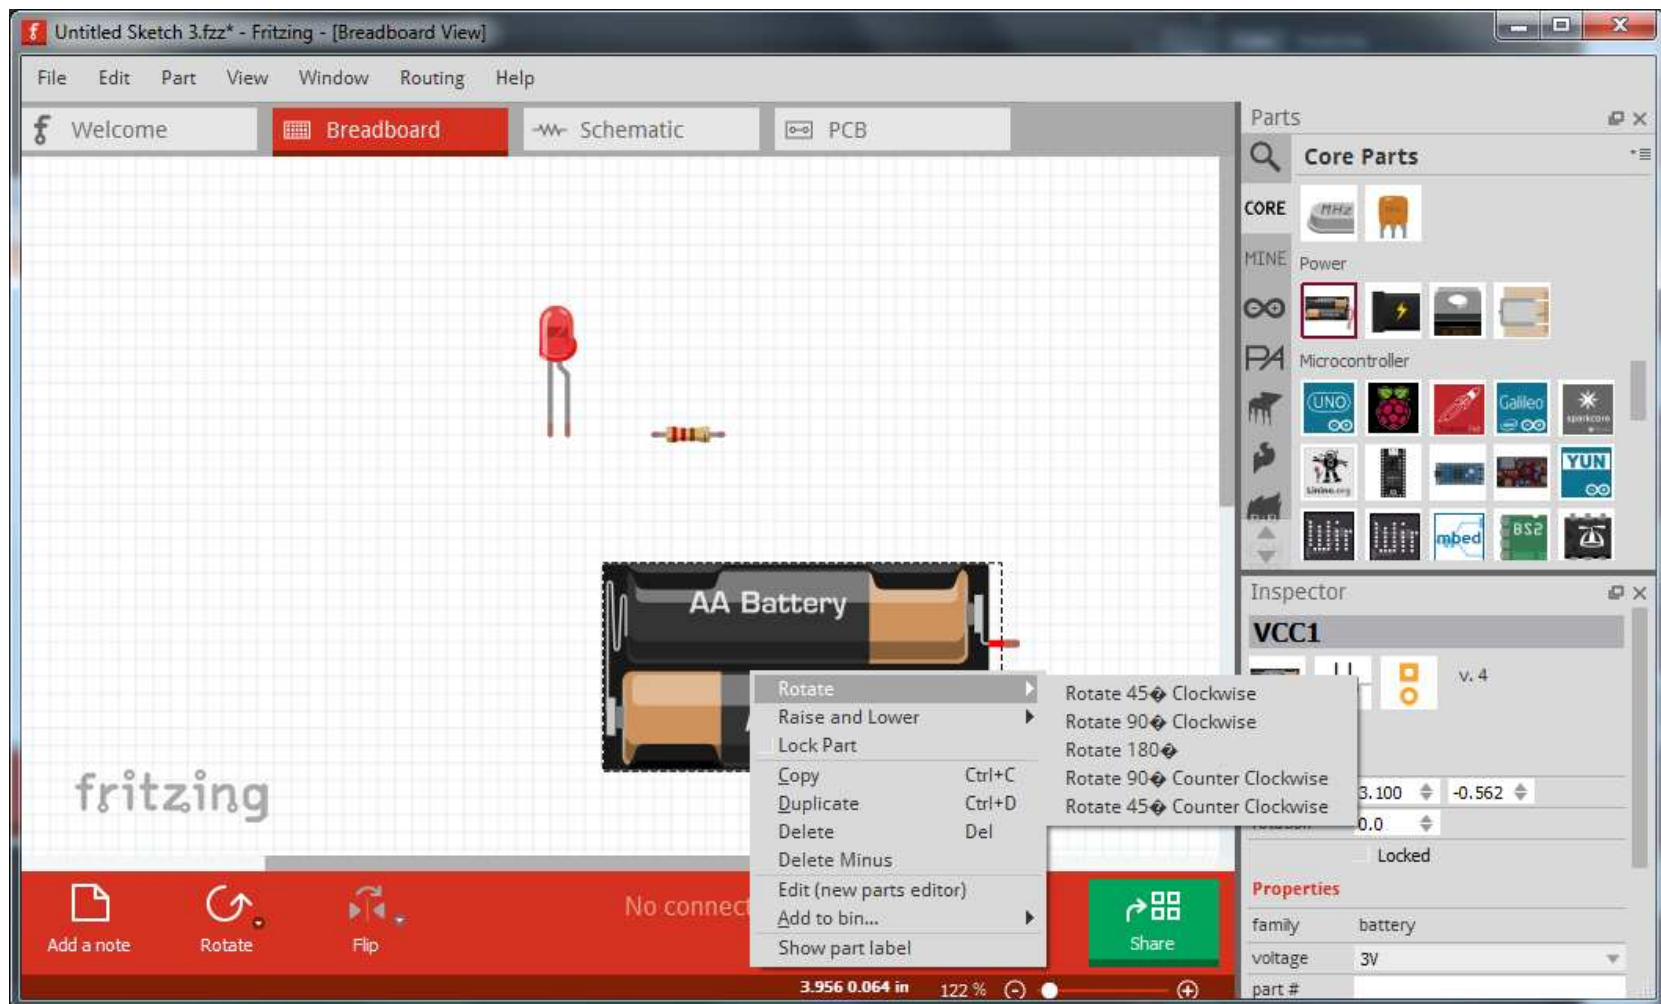 Untitled Sketch 3.fzz* - Fritzing - [Breadboard View]
File Edit Part View Window Routing Help
Welcome
Breadboard
Schematic
PCB
Parts
Core Parts
CORE
MHz
MINE
Power
PA
Microcontroller
UNO
Galileo
sparkcore
Linino.org
YUN
mbed
BS2
AA Battery
fritzing
Rotate
Raise and Lower
Lock Part
Copy Ctrl+C
Duplicate Ctrl+D
Delete Del
Delete Minus
Edit (new parts editor)
Add to bin...
Show part label
Rotate 45� Clockwise
Rotate 90� Clockwise
Rotate 180�
Rotate 90� Counter Clockwise
Rotate 45� Counter Clockwise
Inspector
VCC1
v. 4
3.100 -0.562
0.0
Locked
Properties
family battery
voltage 3V
part #
Add a note
Rotate
Flip
No connect
Share
3.956 0.064 in 122 %